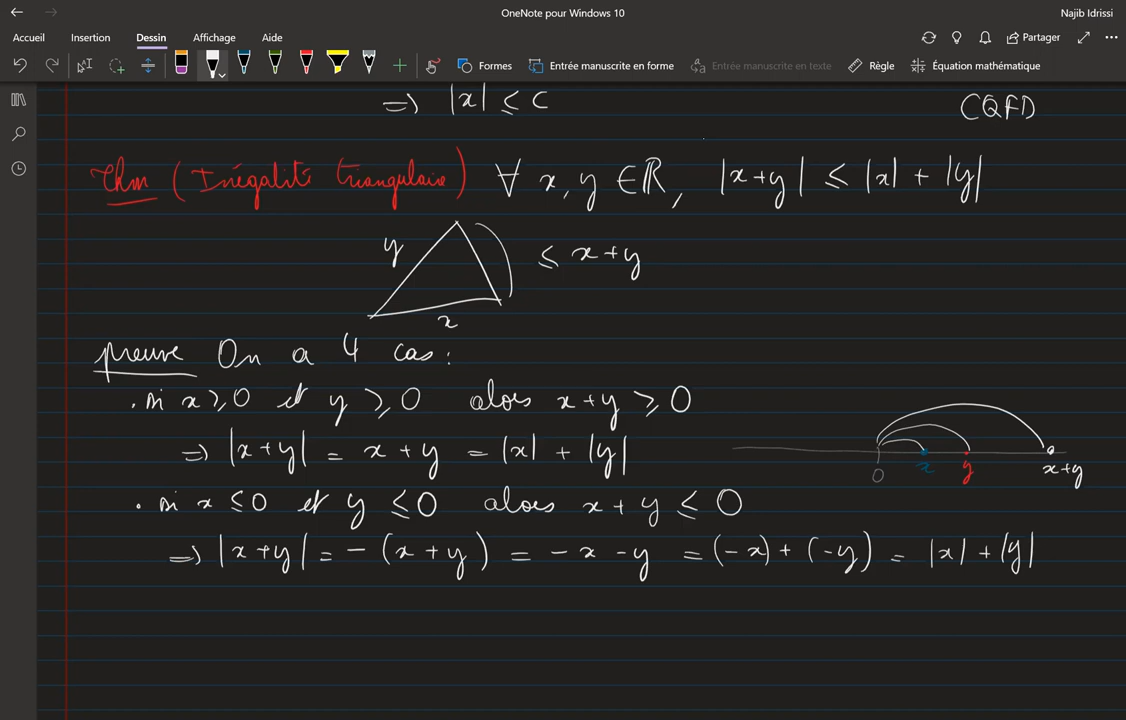 OneNote pour Windows 10
Najib Idrissi
Accueil Insertion Dessin Affichage Aide
Partager
Formes Entrée manuscrite en forme Entrée manuscrite en texte Règle Équation mathématique
=> |x| ≤ C
CQFD
Thm (Inégalité triangulaire) ∀ x, y ∈ ℝ, |x+y| ≤ |x| + |y|
y
≤ x+y
x
preuve On a 4 cas :
. si x ≥ 0 et y ≥ 0 alors x+y ≥ 0
=> |x+y| = x + y = |x| + |y|
0 x y x+y
. si x ≤ 0 et y ≤ 0 alors x + y ≤ 0
=> |x+y| = - (x + y) = - x - y = (-x) + (-y) = |x| + |y|